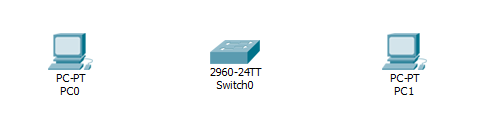 PC-PT
PC0
2960-24TT
Switch0
PC-PT
PC1